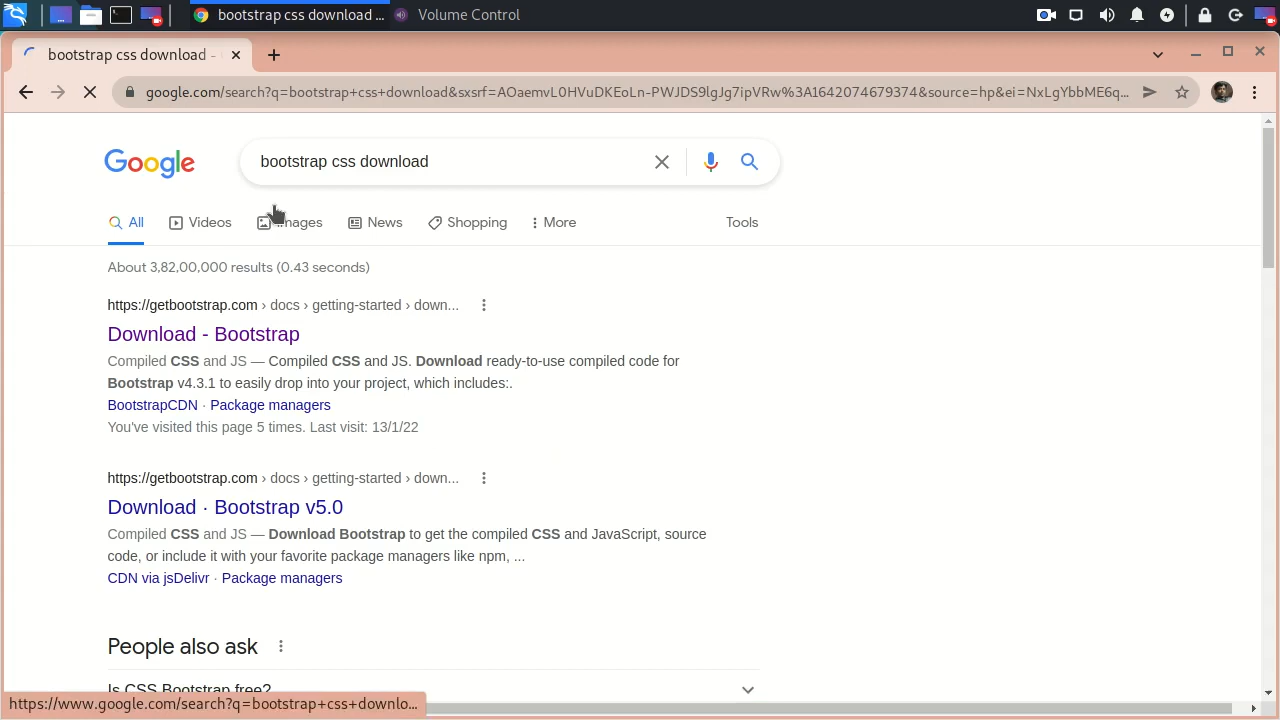 bootstrap css download ...
Volume Control
bootstrap css download -
google.com/search?q=bootstrap+css+download&sxsrf=AOaemvL0HVuDKEoLn-PWJDS9lgJg7ipVRw%3A1642074679374&source=hp&ei=NxLgYbbME6q...
Google
bootstrap css download
All
Videos
Images
News
Shopping
More
Tools
About 3,82,00,000 results (0.43 seconds)
https://getbootstrap.com › docs › getting-started › down...
Download - Bootstrap
Compiled CSS and JS — Compiled CSS and JS. Download ready-to-use compiled code for
Bootstrap v4.3.1 to easily drop into your project, which includes:.
BootstrapCDN · Package managers
You've visited this page 5 times. Last visit: 13/1/22
https://getbootstrap.com › docs › getting-started › down...
Download · Bootstrap v5.0
Compiled CSS and JS — Download Bootstrap to get the compiled CSS and JavaScript, source
code, or include it with your favorite package managers like npm, ...
CDN via jsDelivr · Package managers
People also ask
Is CSS Bootstrap free?
https://www.google.com/search?q=bootstrap+css+downlo...